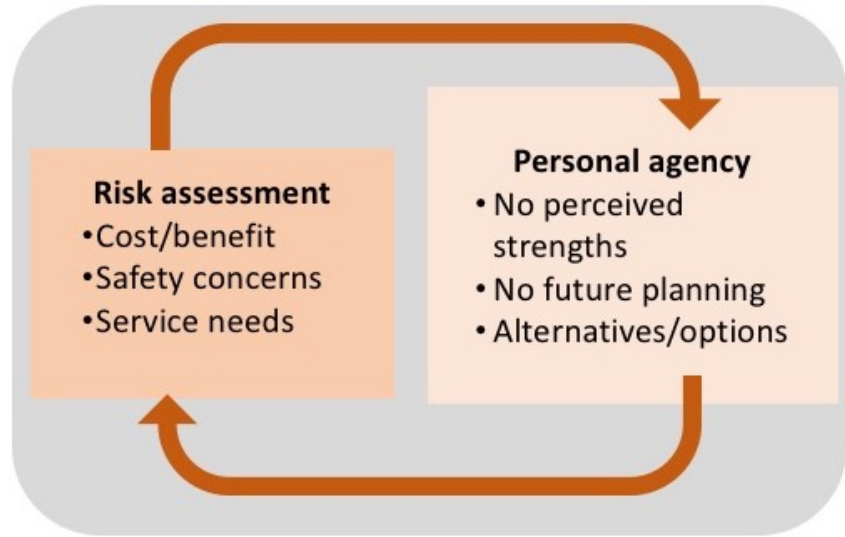 Risk assessment
•Cost/benefit
•Safety concerns
•Service needs
Personal agency
• No perceived
strengths
• No future planning
• Alternatives/options